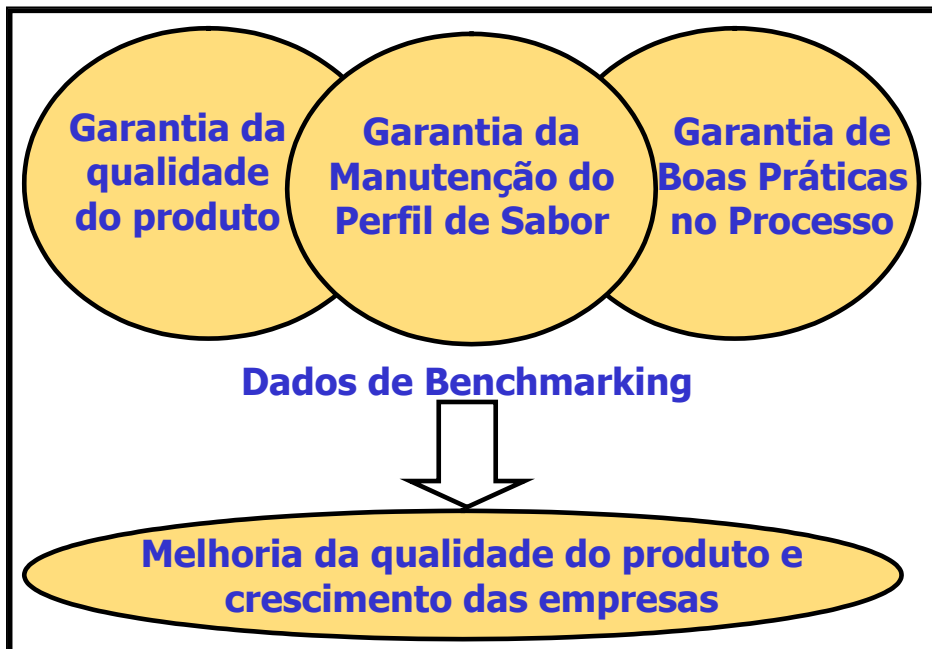 Garantia da
qualidade
do produto
Garantia da
Manutenção do
Perfil de Sabor
Garantia de
Boas Práticas
no Processo
Dados de Benchmarking
Melhoria da qualidade do produto e
crescimento das empresas